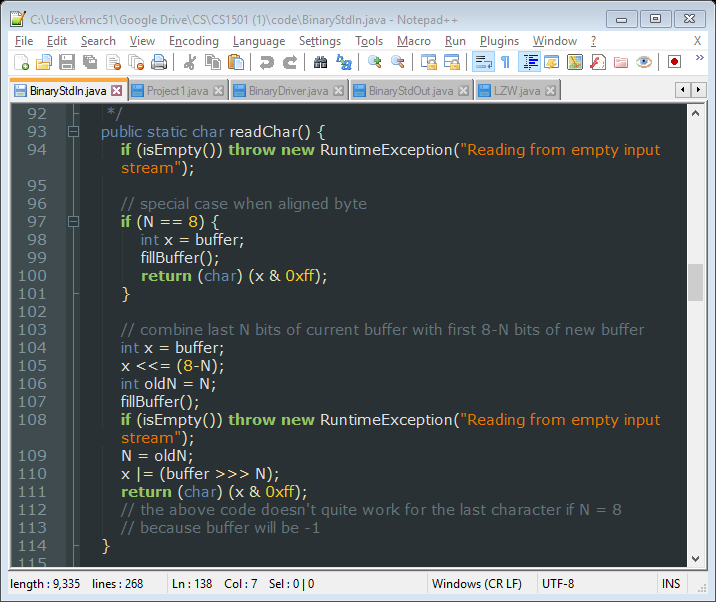 C:\Users\kmc51\Google Drive\CS\CS1501 (1)\code\BinaryStdIn.java - Notepad++
File Edit Search View Encoding Language Settings Tools Macro Run Plugins Window ? X
BinaryStdIn.java Project1.java BinaryDriver.java BinaryStdOut.java LZW.java
92 */
93 public static char readChar() {
94 if (isEmpty()) throw new RuntimeException("Reading from empty input
stream");
95
96 // special case when aligned byte
97 if (N == 8) {
98 int x = buffer;
99 fillBuffer();
100 return (char) (x & 0xff);
101 }
102
103 // combine last N bits of current buffer with first 8-N bits of new buffer
104 int x = buffer;
105 x <<= (8-N);
106 int oldN = N;
107 fillBuffer();
108 if (isEmpty()) throw new RuntimeException("Reading from empty input
stream");
109 N = oldN;
110 x |= (buffer >>> N);
111 return (char) (x & 0xff);
112 // the above code doesn't quite work for the last character if N = 8
113 // because buffer will be -1
114 }
115
length : 9,335 lines : 268 Ln : 138 Col : 7 Sel : 0 | 0 Windows (CR LF) UTF-8 INS